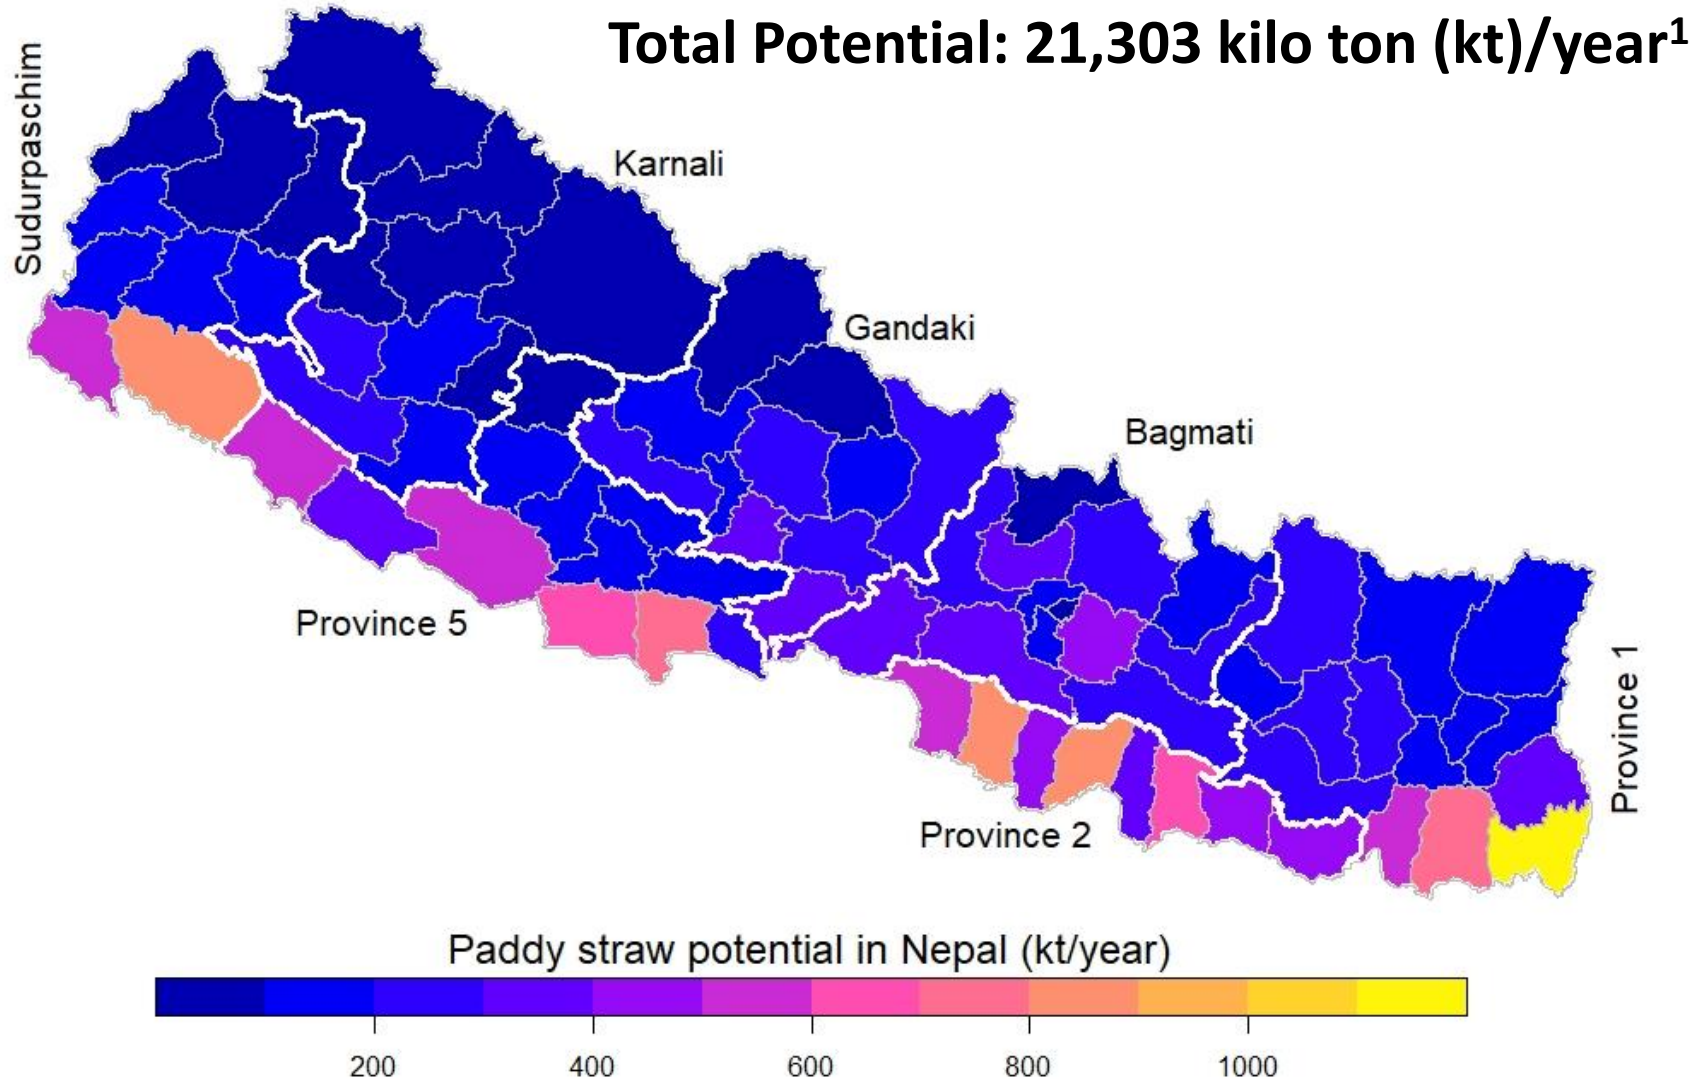 Total Potential: 21,303 kilo ton (kt)/year1
Sudurpaschim
Karnali
Gandaki
Bagmati
Province 5
Province 1
Province 2
Paddy straw potential in Nepal (kt/year)
200 400 600 800 1000